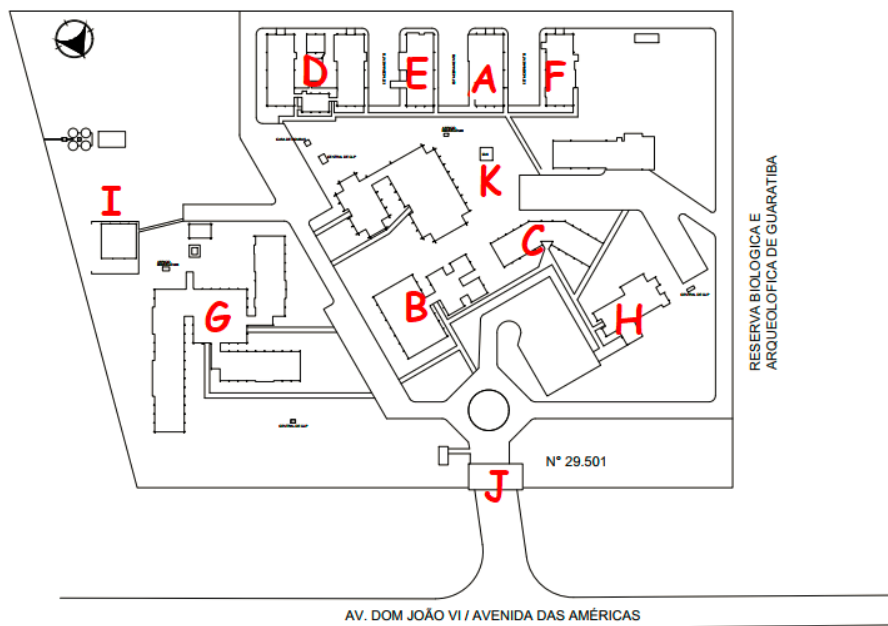 D
E
A
F
K
I
C
G
B
H
J
N° 29.501
RESERVA BIOLOGICA E
ARQUEOLOFICA DE GUARATIBA
AV. DOM JOÃO VI / AVENIDA DAS AMÉRICAS